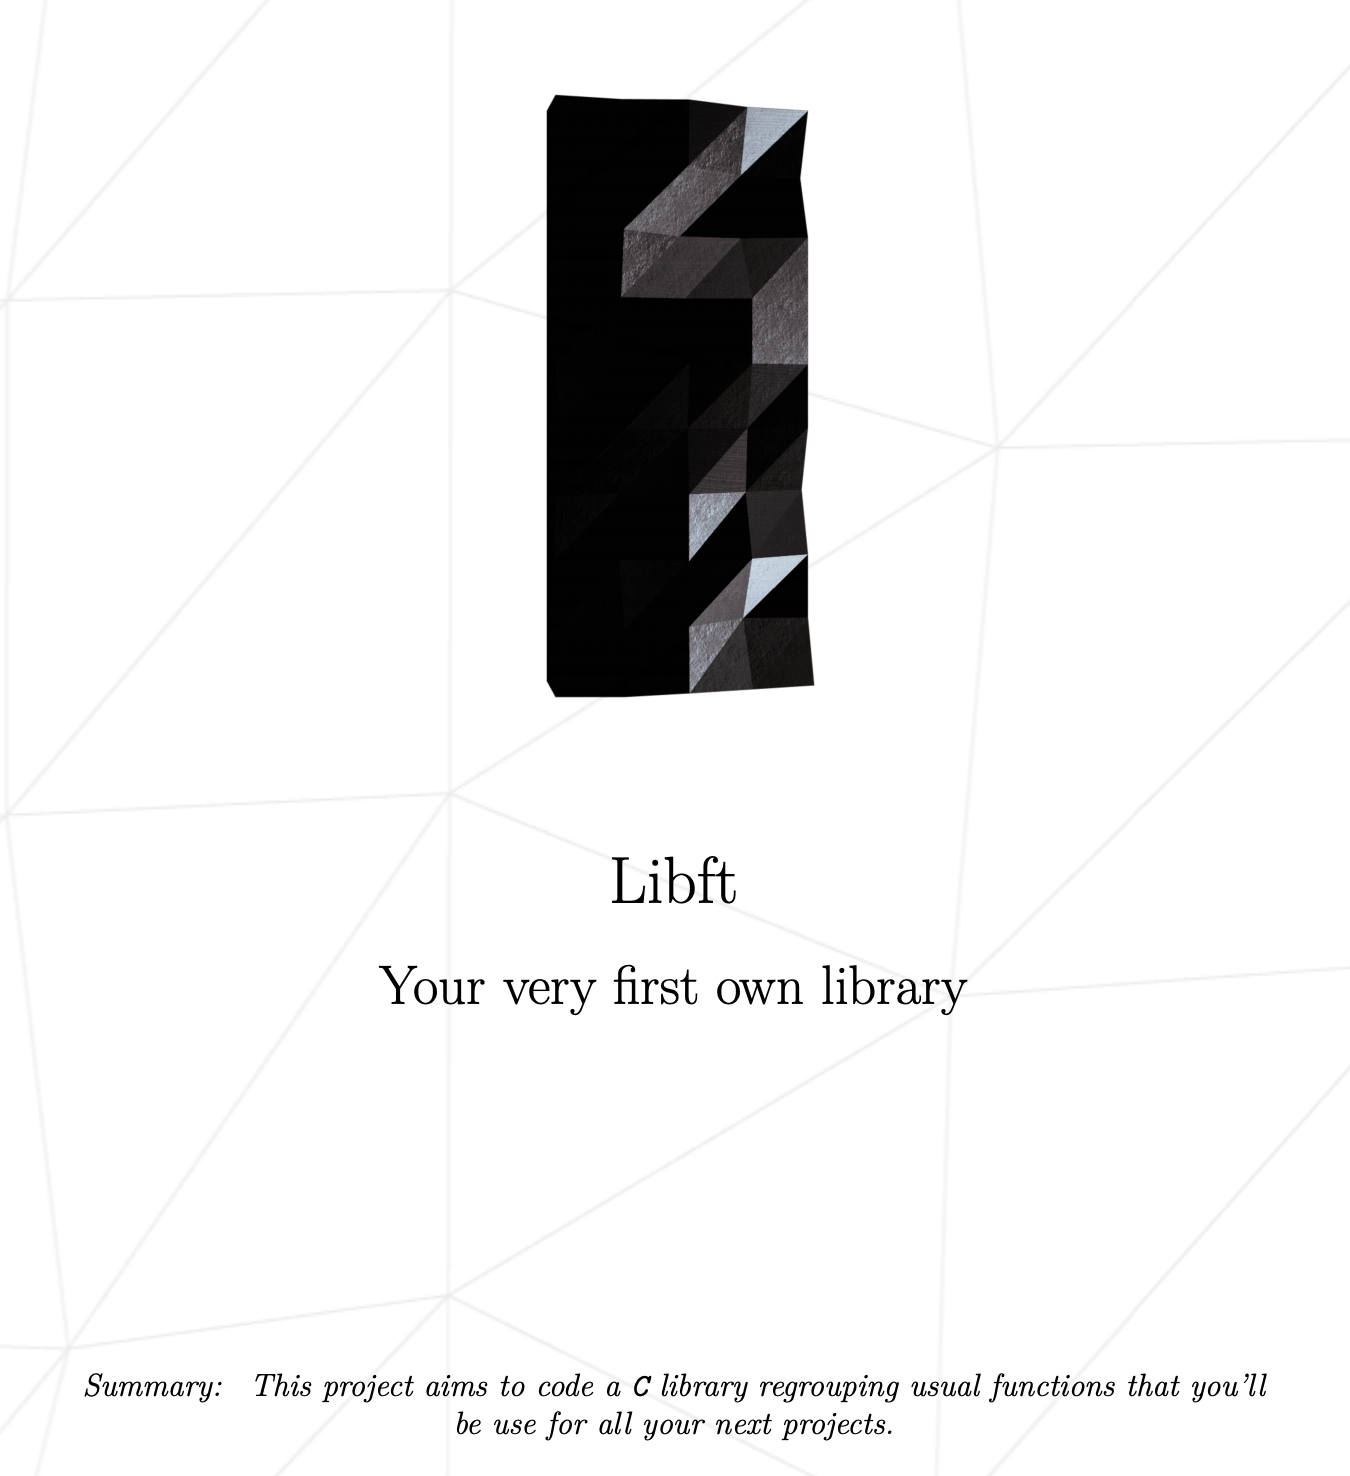 Libft
Your very first own library
Summary: This project aims to code a C library regrouping usual functions that you'll
be use for all your next projects.